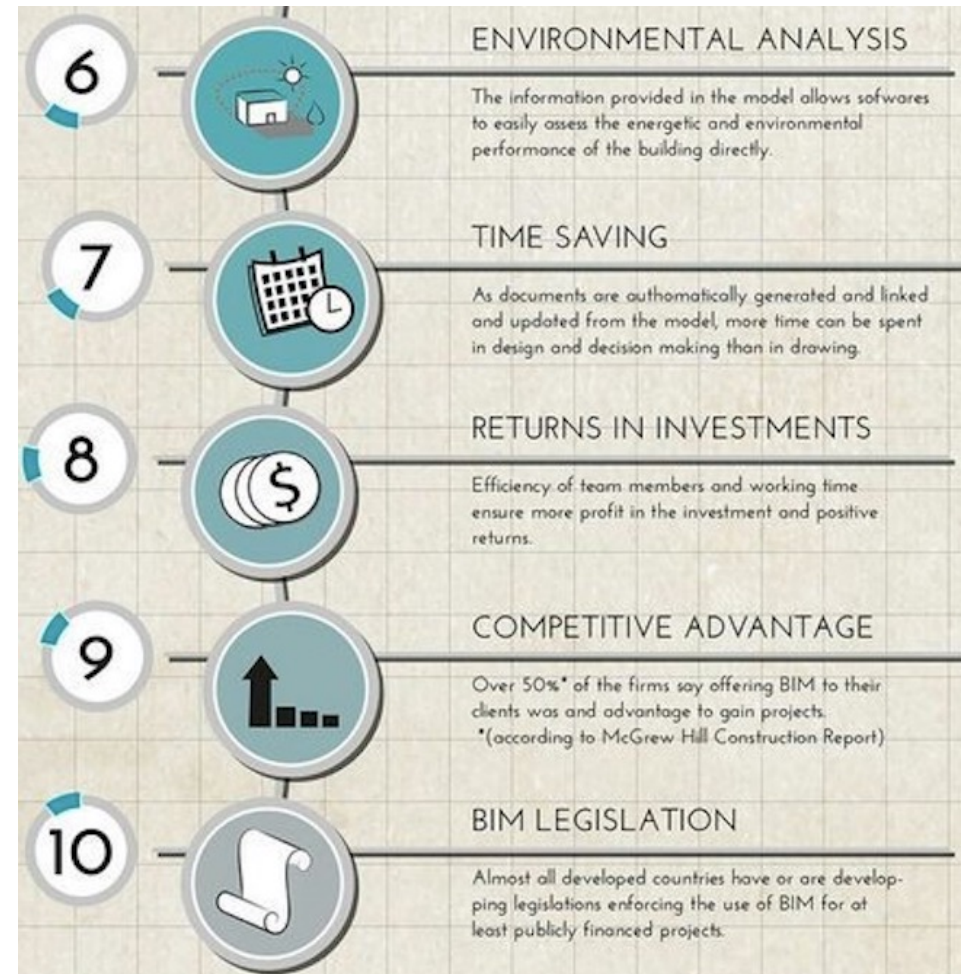 6
ENVIRONMENTAL ANALYSIS
The information provided in the model allows sofwares
to easily assess the energetic and environmental
performance of the building directly.
7
TIME SAVING
As documents are authomatically generated and linked
and updated from the model, more time can be spent
in design and decision making than in drawing.
8
RETURNS IN INVESTMENTS
$
Efficiency of team members and working time
ensure more profit in the investment and positive
returns.
9
COMPETITIVE ADVANTAGE
Over 50%* of the firms say offering BIM to their
clients was and advantage to gain projects.
*(according to McGrew Hill Construction Report)
10
BIM LEGISLATION
Almost all developed countries have or are develop-
ping legislations enforcing the use of BIM for at
least publicly financed projects.